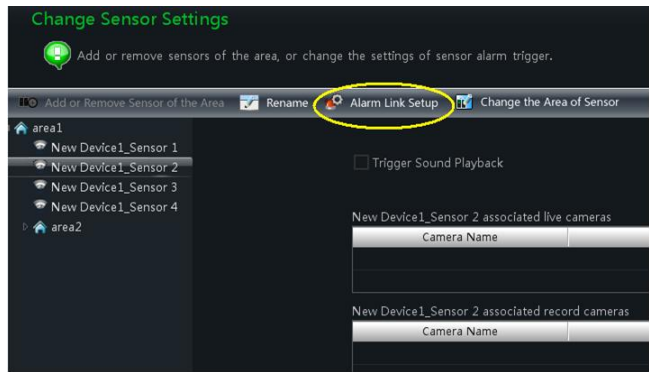 Change Sensor Settings
Add or remove sensors of the area, or change the settings of sensor alarm trigger.
Add or Remove Sensor of the Area Rename Alarm Link Setup Change the Area of Sensor
area1
New Device1_Sensor 1
New Device1_Sensor 2
New Device1_Sensor 3
New Device1_Sensor 4
area2
Trigger Sound Playback
New Device1_Sensor 2 associated live cameras
Camera Name
New Device1_Sensor 2 associated record cameras
Camera Name